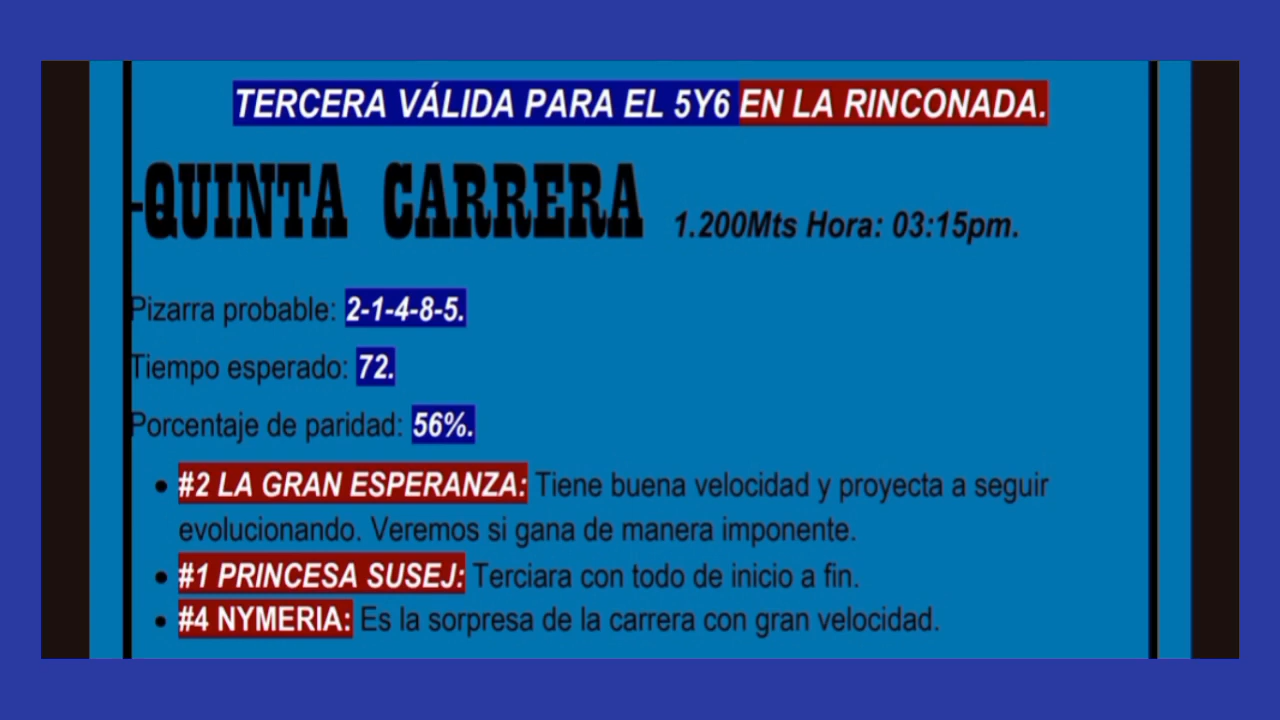 TERCERA VÁLIDA PARA EL 5Y6 EN LA RINCONADA.
-QUINTA CARRERA 1.200Mts Hora: 03:15pm.
Pizarra probable: 2-1-4-8-5.
Tiempo esperado: 72.
Porcentaje de paridad: 56%.
• #2 LA GRAN ESPERANZA: Tiene buena velocidad y proyecta a seguir
evolucionando. Veremos si gana de manera imponente.
• #1 PRINCESA SUSEJ: Terciara con todo de inicio a fin.
• #4 NYMERIA: Es la sorpresa de la carrera con gran velocidad.